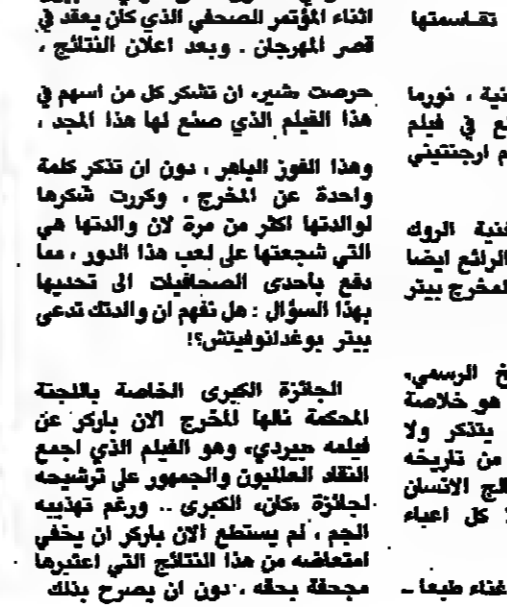 تقاسمتها
نية ، نورما
ع في فيلم
م ارجنتيني
غنية الروك
الرائع ايضا
لمخرج بيتر
خ الرسمي،
هو خلاصة
يتذكر ولا
من تاريخه
الج الانسان
كل اعباء
غناء طبعا ــ
اثناء المؤتمر الصحفي الذي كان يعقد في
قصر المهرجان . وبعد اعلان النتائج ،
حرصت «شير» ان تشكر كل من اسهم في
هذا الفيلم الذي صنع لها هذا المجد ،
وهذا الفوز الباهر ، دون ان تذكر كلمة
واحدة عن المخرج ، وكررت شكرها
لوالدتها اكثر من مرة لان والدتها هي
التي شجعتها على لعب هذا الدور ، مما
دفع بأحدى الصحافيات الى تحديها
بهذا السؤال : هل نفهم ان والدتك تدعى
بيتر بوغدانوفيتش؟!
الجائزة الكبرى الخاصة باللجنة
المحكمة نالها المخرج الان باركر عن
فيلمه «بيردي» وهو الفيلم الذي اجمع
النقاد العالميون والجمهور على ترشيحه
لجائزة «كان» الكبرى .. ورغم تهذيبه
الجم ، لم يستطع الان باركر ان يخفي
امتعاضه من هذا النتائج التي اعتبرها
مجحفة بحقه ، دون ان يصرح بذلك